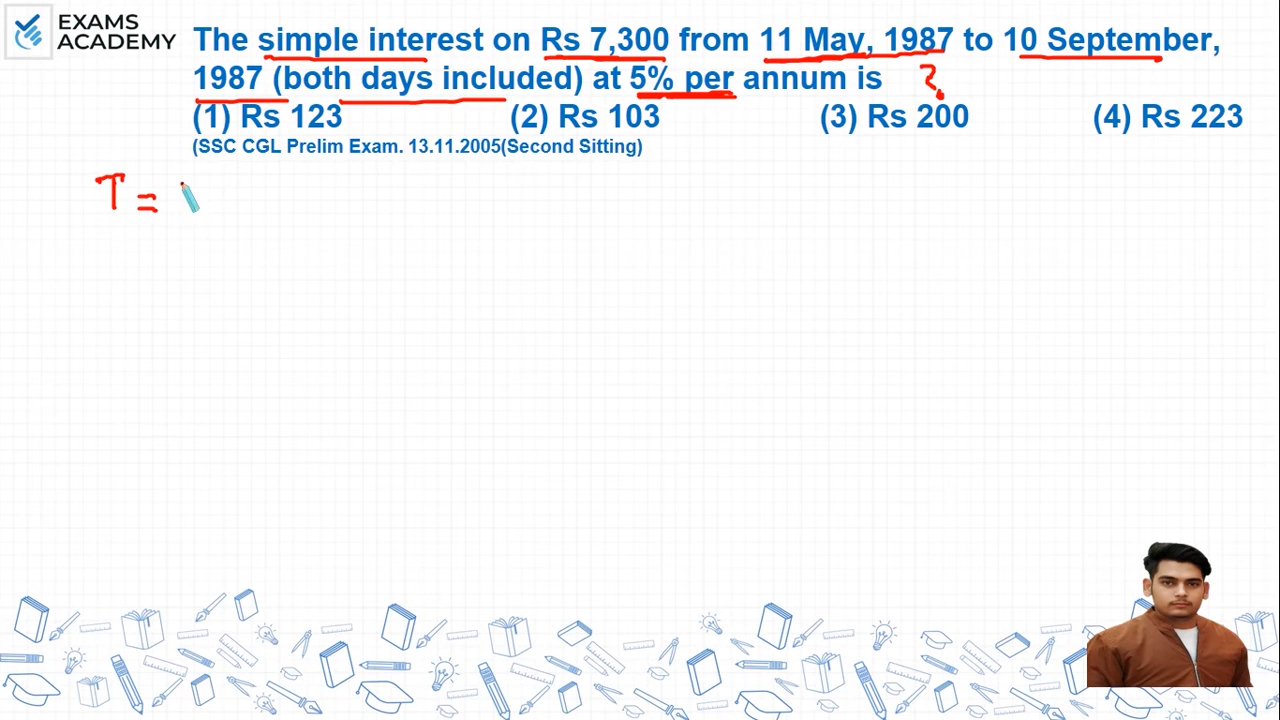 EXAMS
ACADEMY
The simple interest on Rs 7,300 from 11 May, 1987 to 10 September,
1987 (both days included) at 5% per annum is ?
(1) Rs 123 (2) Rs 103 (3) Rs 200 (4) Rs 223
(SSC CGL Prelim Exam. 13.11.2005(Second Sitting)
T =